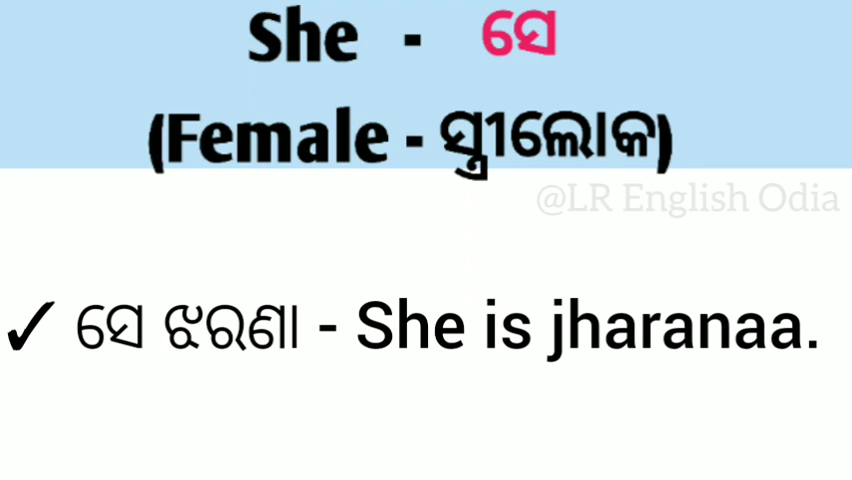 She - ସେ
(Female - ସ୍ତ୍ରୀଲୋକ)
@LR English Odia
✓ ସେ ଝରଣା - She is jharanaa.